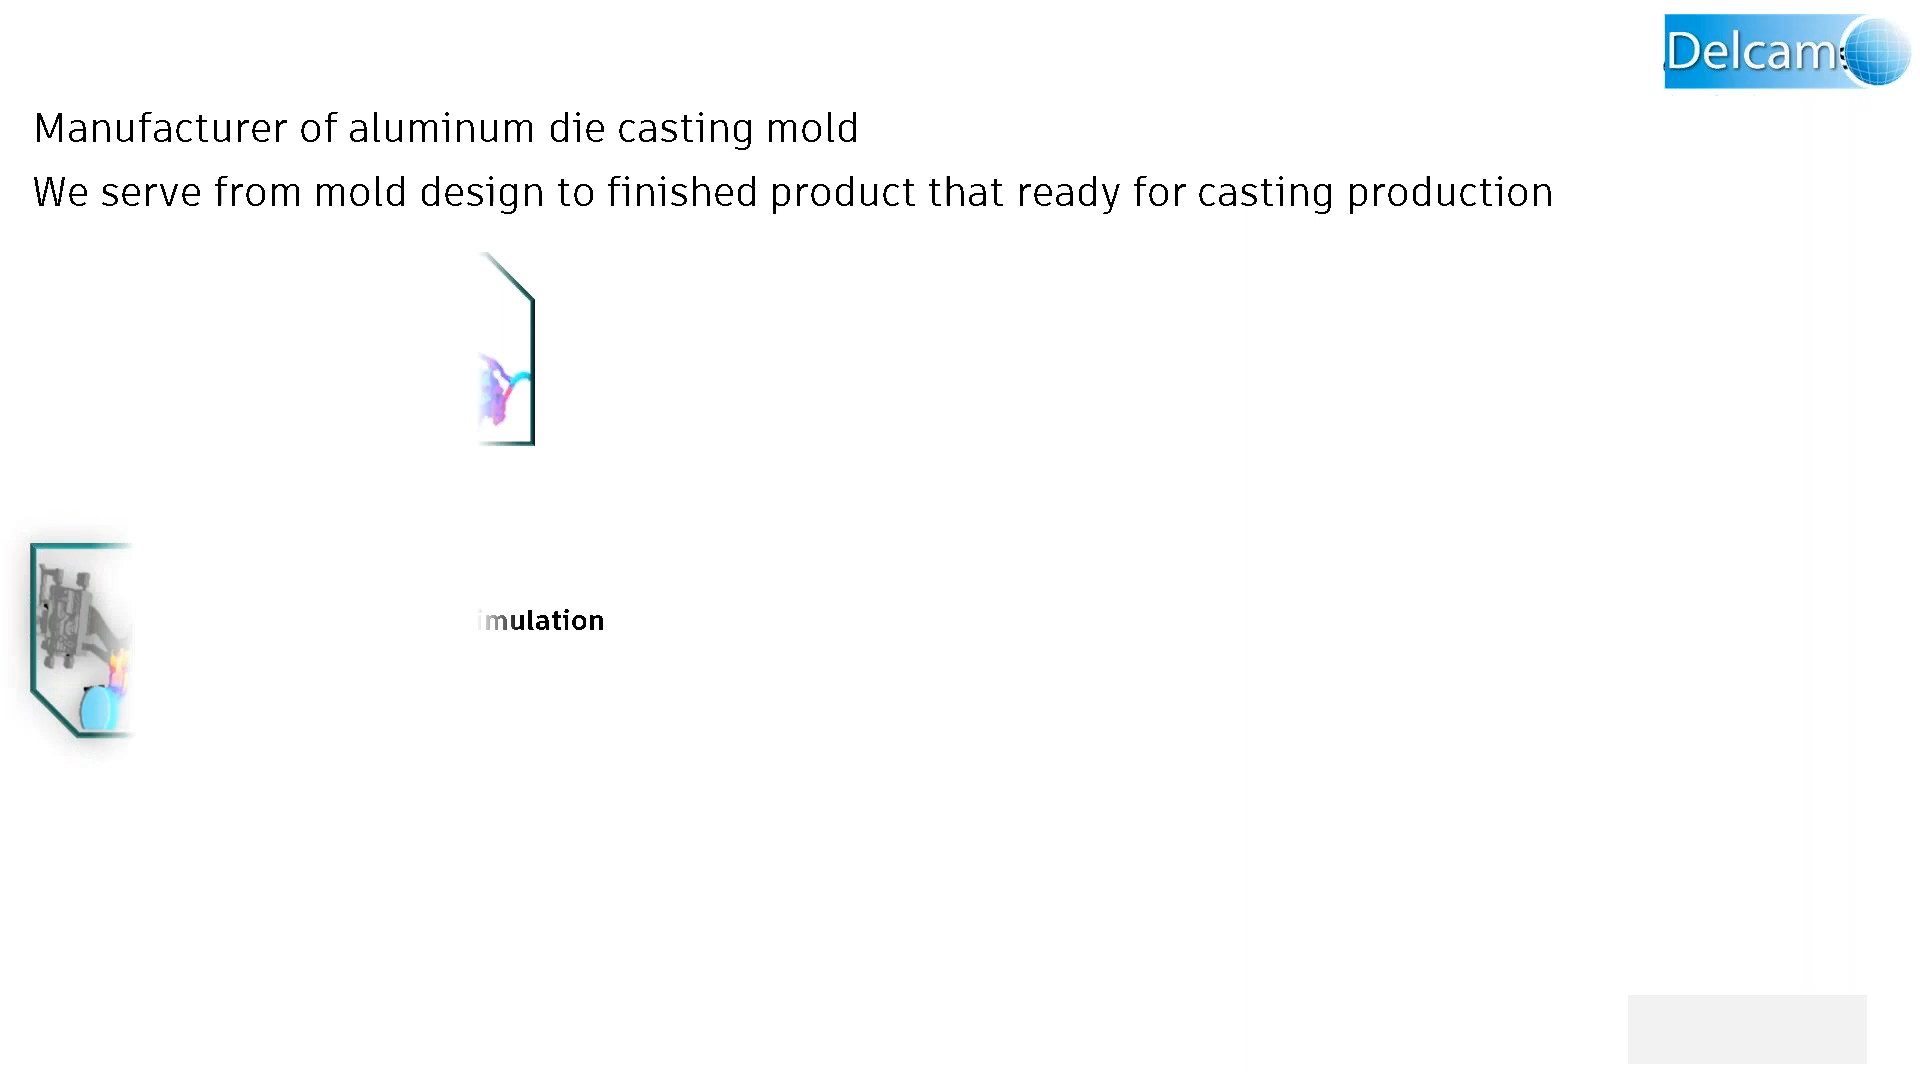 Delcam
Manufacturer of aluminum die casting mold
We serve from mold design to finished product that ready for casting production
imulation